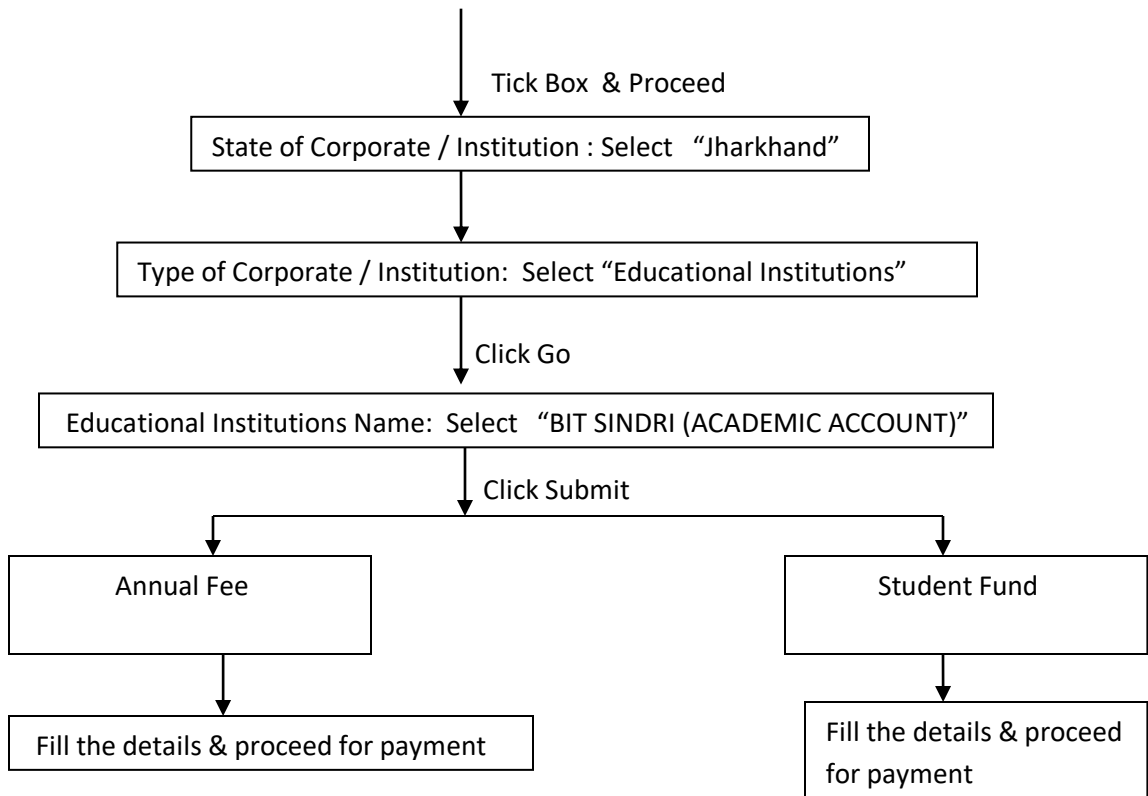 Tick Box & Proceed
State of Corporate / Institution : Select “Jharkhand”
Type of Corporate / Institution: Select “Educational Institutions”
Click Go
Educational Institutions Name: Select “BIT SINDRI (ACADEMIC ACCOUNT)”
Click Submit
Annual Fee
Student Fund
Fill the details & proceed for payment
Fill the details & proceed
for payment